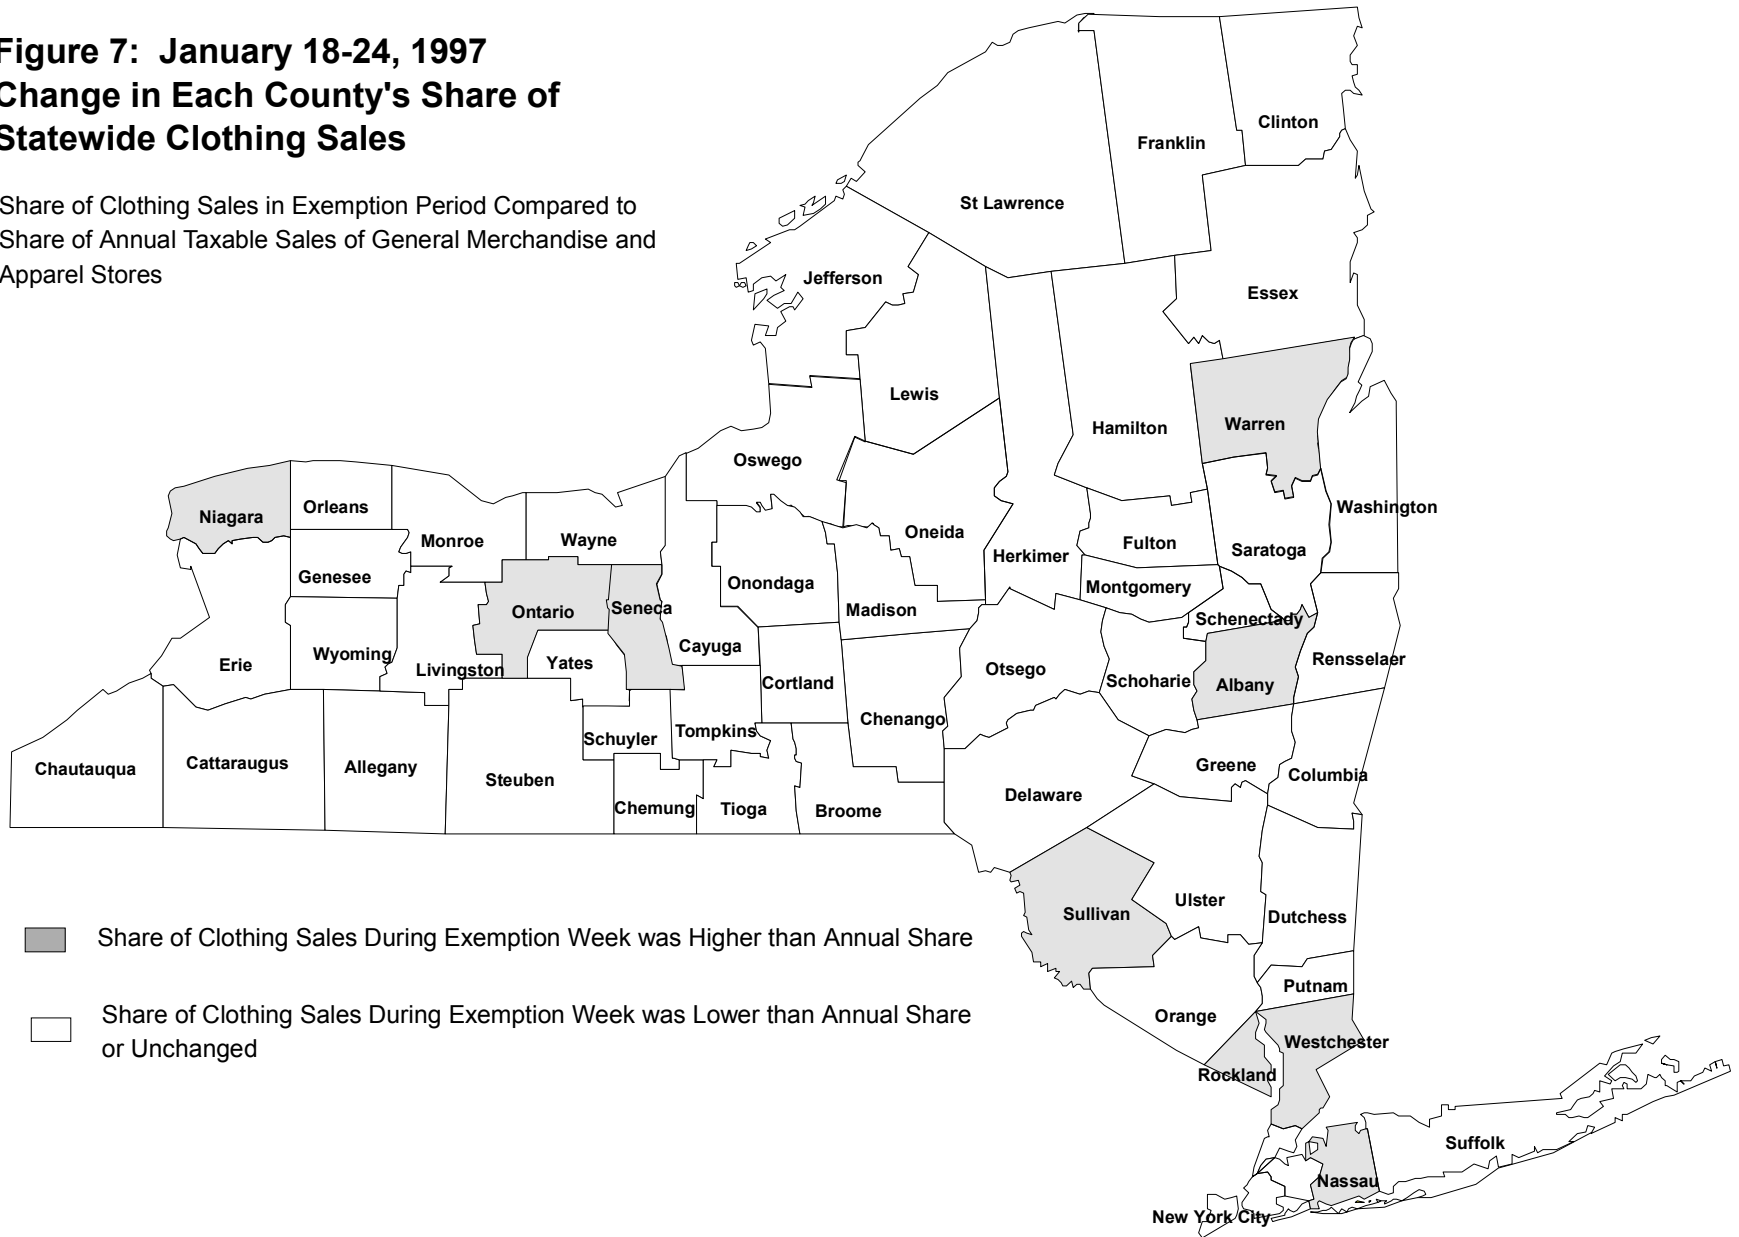 Figure 7:  January 18-24, 1997
Change in Each County's Share of
Statewide Clothing Sales
Share of Clothing Sales in Exemption Period Compared to
Share of Annual Taxable Sales of General Merchandise and
Apparel Stores
Clinton
Franklin
St Lawrence
Jefferson
Essex
Lewis
Hamilton
Warren
Oswego
Washington
Niagara
Orleans
Oneida
Monroe
Wayne
Fulton
Saratoga
Herkimer
Genesee
Onondaga
Montgomery
Ontario
Seneca
Madison
Schenectady
Cayuga
Wyoming
Erie
Livingston
Yates
Otsego
Rensselaer
Schoharie
Albany
Cortland
Chenango
Tompkins
Schuyler
Chautauqua
Cattaraugus
Allegany
Steuben
Greene
Columbia
Delaware
Chemung
Tioga
Broome
Ulster
Sullivan
Dutchess
Share of Clothing Sales During Exemption Week was Higher than Annual Share
Putnam
Orange
Share of Clothing Sales During Exemption Week was Lower than Annual Share
or Unchanged
Westchester
Rockland
Suffolk
Nassau
New York City